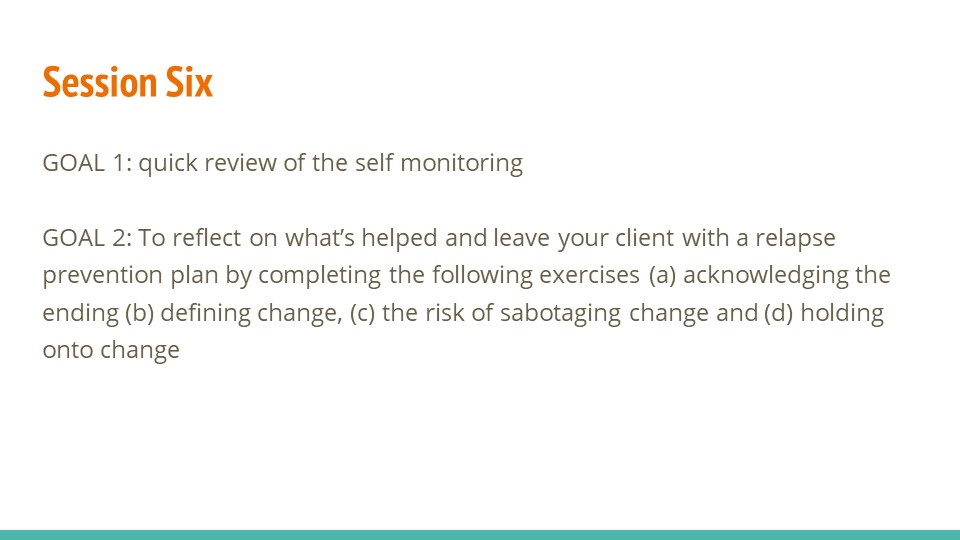 Session Six
GOAL 1: quick review of the self monitoring
GOAL 2: To reflect on what’s helped and leave your client with a relapse
prevention plan by completing the following exercises (a) acknowledging the
ending (b) defining change, (c) the risk of sabotaging change and (d) holding
onto change